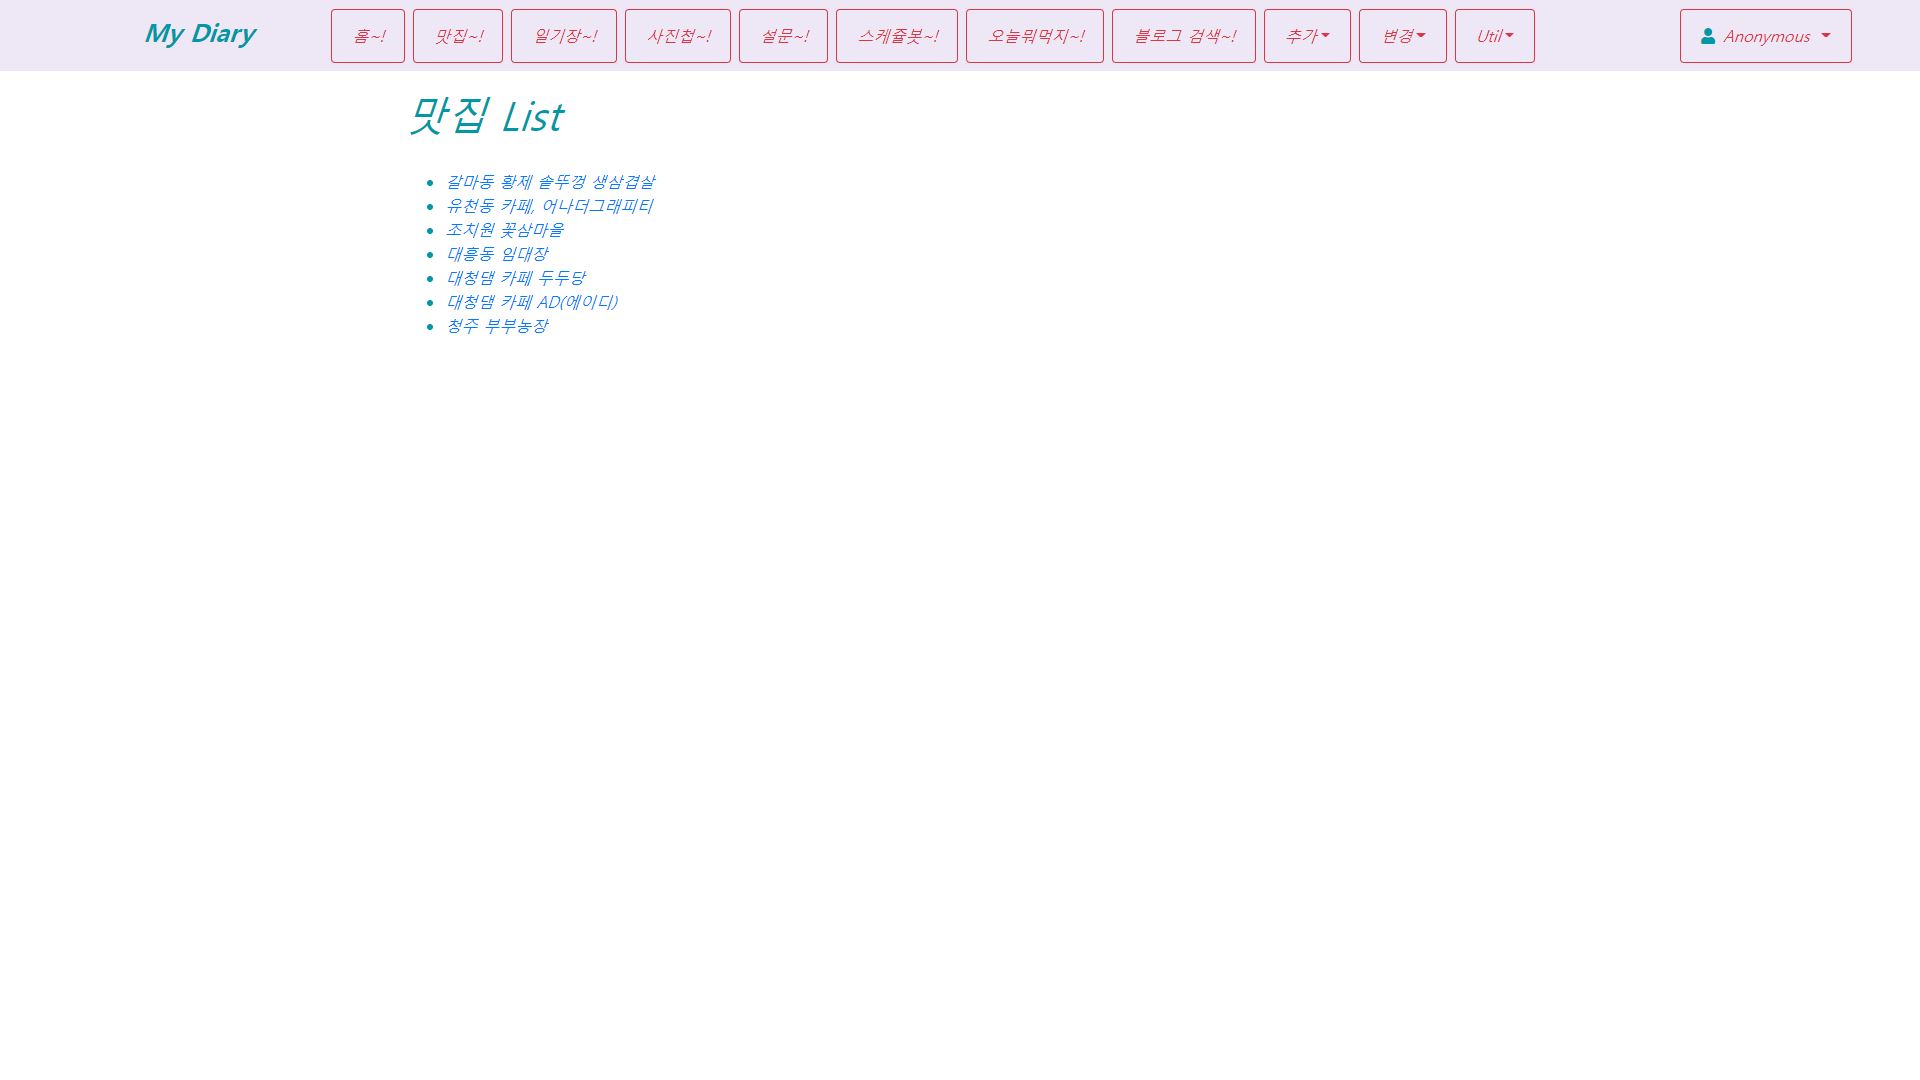 My Diary 홈~! 맛집~! 일기장~! 사진첩~! 설문~! 스케쥴봇~! 오늘뭐먹지~! 블로그 검색~! 추가 변경 Util Anonymous
맛집 List
갈마동 황제 솥뚜껑 생삼겹살
유천동 카페, 어나더그래피티
조치원 꽃삼마을
대흥동 임대장
대청댐 카페 두두당
대청댐 카페 AD(에이디)
청주 부부농장